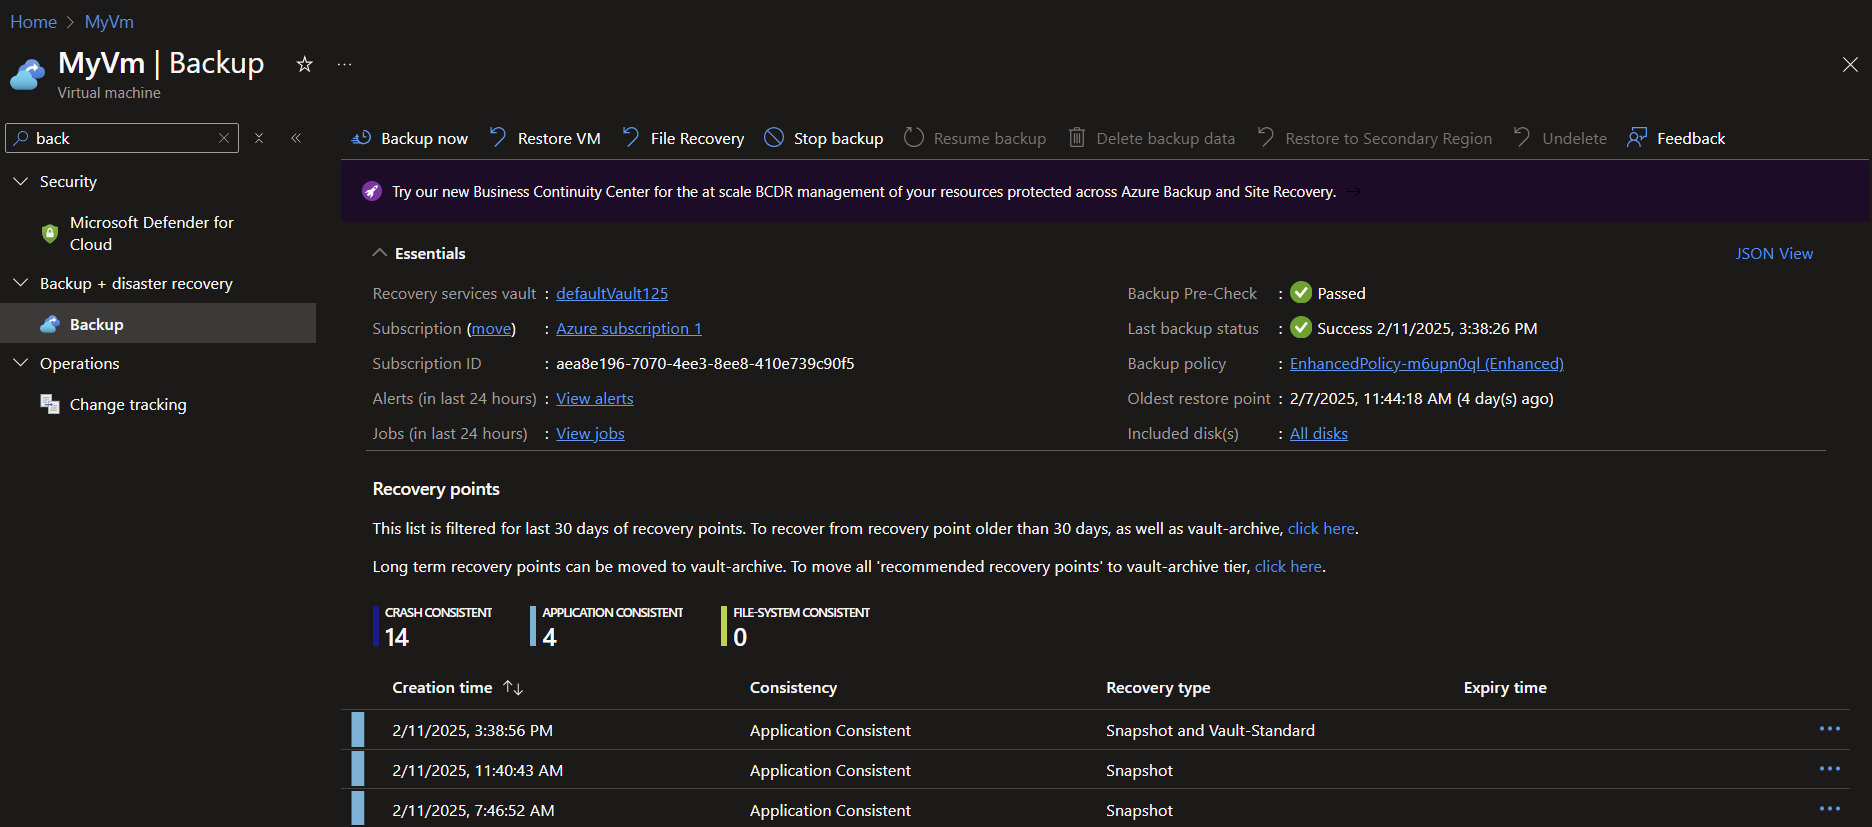 Home > MyVm
MyVm | Backup
Virtual machine
back
Security
Microsoft Defender for
Cloud
Backup + disaster recovery
Backup
Operations
Change tracking
Backup now Restore VM File Recovery Stop backup Resume backup Delete backup data Restore to Secondary Region Undelete Feedback
Try our new Business Continuity Center for the at scale BCDR management of your resources protected across Azure Backup and Site Recovery. →
Essentials JSON View
Recovery services vault : defaultVault125
Subscription (move) : Azure subscription 1
Subscription ID : aea8e196-7070-4ee3-8ee8-410e739c90f5
Alerts (in last 24 hours) : View alerts
Jobs (in last 24 hours) : View jobs
Backup Pre-Check : Passed
Last backup status : Success 2/11/2025, 3:38:26 PM
Backup policy : EnhancedPolicy-m6upn0ql (Enhanced)
Oldest restore point : 2/7/2025, 11:44:18 AM (4 day(s) ago)
Included disk(s) : All disks
Recovery points
This list is filtered for last 30 days of recovery points. To recover from recovery point older than 30 days, as well as vault-archive, click here.
Long term recovery points can be moved to vault-archive. To move all 'recommended recovery points' to vault-archive tier, click here.
CRASH CONSISTENT
14
APPLICATION CONSISTENT
4
FILE-SYSTEM CONSISTENT
0
Creation time Consistency Recovery type Expiry time
2/11/2025, 3:38:56 PM Application Consistent Snapshot and Vault-Standard
2/11/2025, 11:40:43 AM Application Consistent Snapshot
2/11/2025, 7:46:52 AM Application Consistent Snapshot